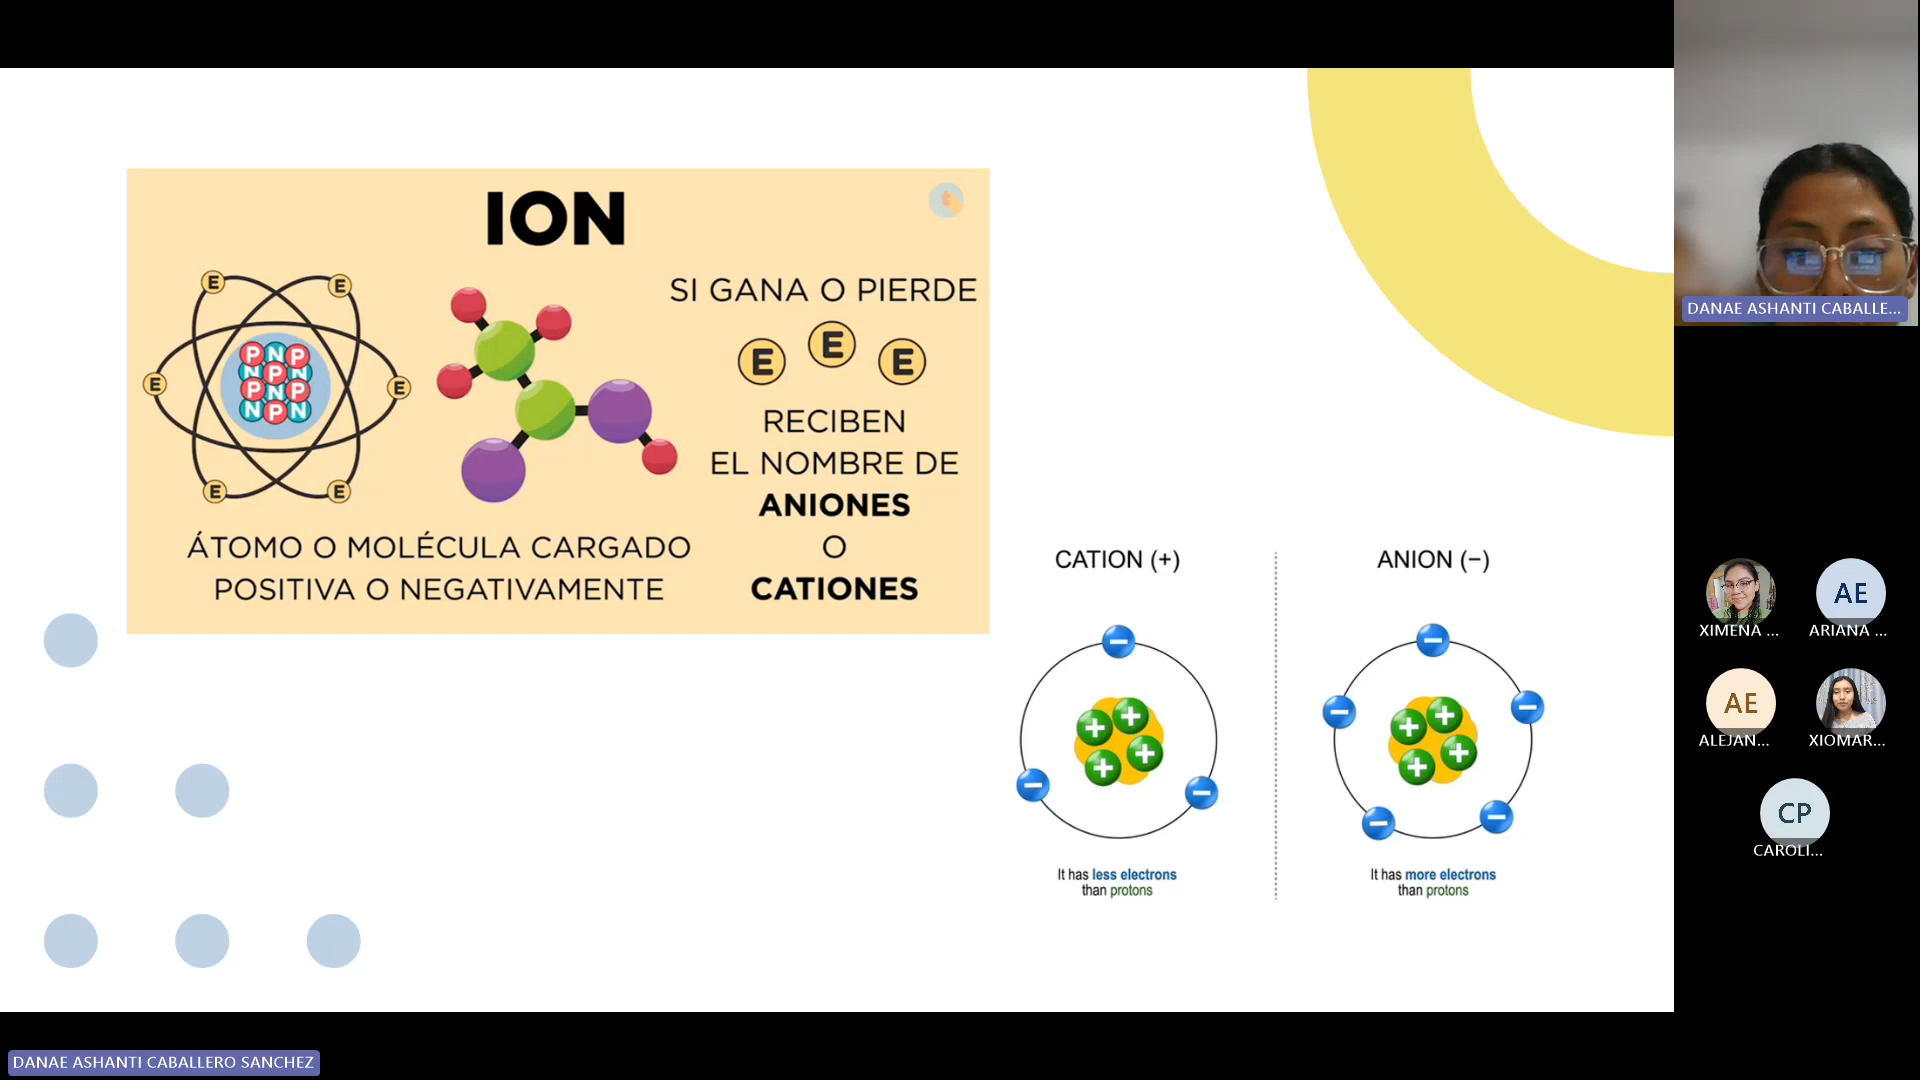 ION
E
E
E
E
E
E
P
N
P
N
P
N
P
N
P
N
P
N
ÁTOMO O MOLÉCULA CARGADO
POSITIVA O NEGATIVAMENTE
SI GANA O PIERDE
E
E
E
RECIBEN
EL NOMBRE DE
ANIONES
O
CATIONES
CATION (+)
It has less electrons
than protons
ANION (−)
It has more electrons
than protons
DANAE ASHANTI CABALLE...
XIMENA ...
AE
ARIANA ...
AE
ALEJAN...
XIOMAR...
CP
CAROLI...
DANAE ASHANTI CABALLERO SANCHEZ